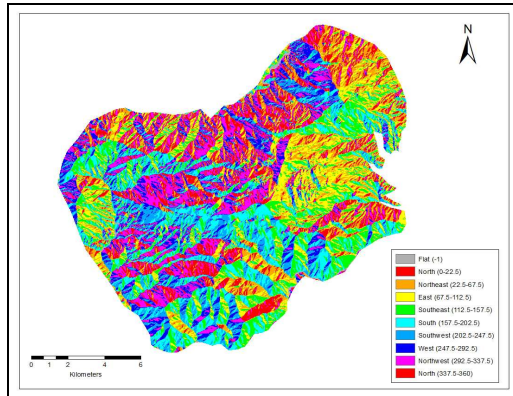 N
Flat (-1)
North (0-22.5)
Northeast (22.5-67.5)
East (67.5-112.5)
Southeast (112.5-157.5)
South (157.5-202.5)
Southwest (202.5-247.5)
West (247.5-292.5)
Northwest (292.5-337.5)
North (337.5-360)
0 1 2 4 6
Kilometers